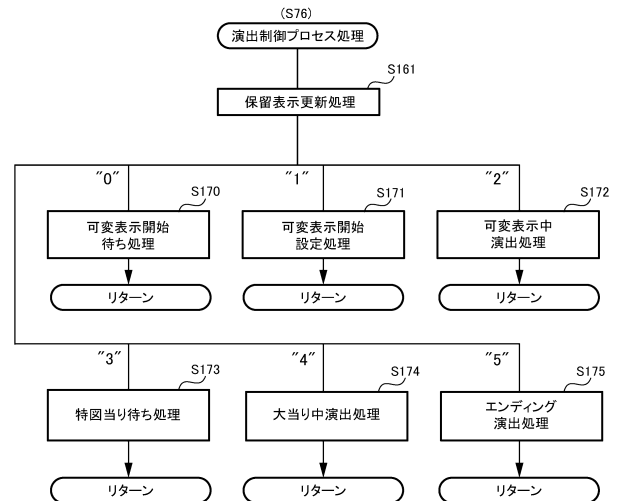 (S76)
演出制御プロセス処理
S161
保留表示更新処理
"0"
"1"
"2"
S170
S171
S172
可変表示開始
待ち処理
可変表示開始
設定処理
可変表示中
演出処理
リターン
リターン
リターン
"3"
"4"
"5"
S173
S174
S175
特図当り待ち処理
大当り中演出処理
エンディング
演出処理
リターン
リターン
リターン